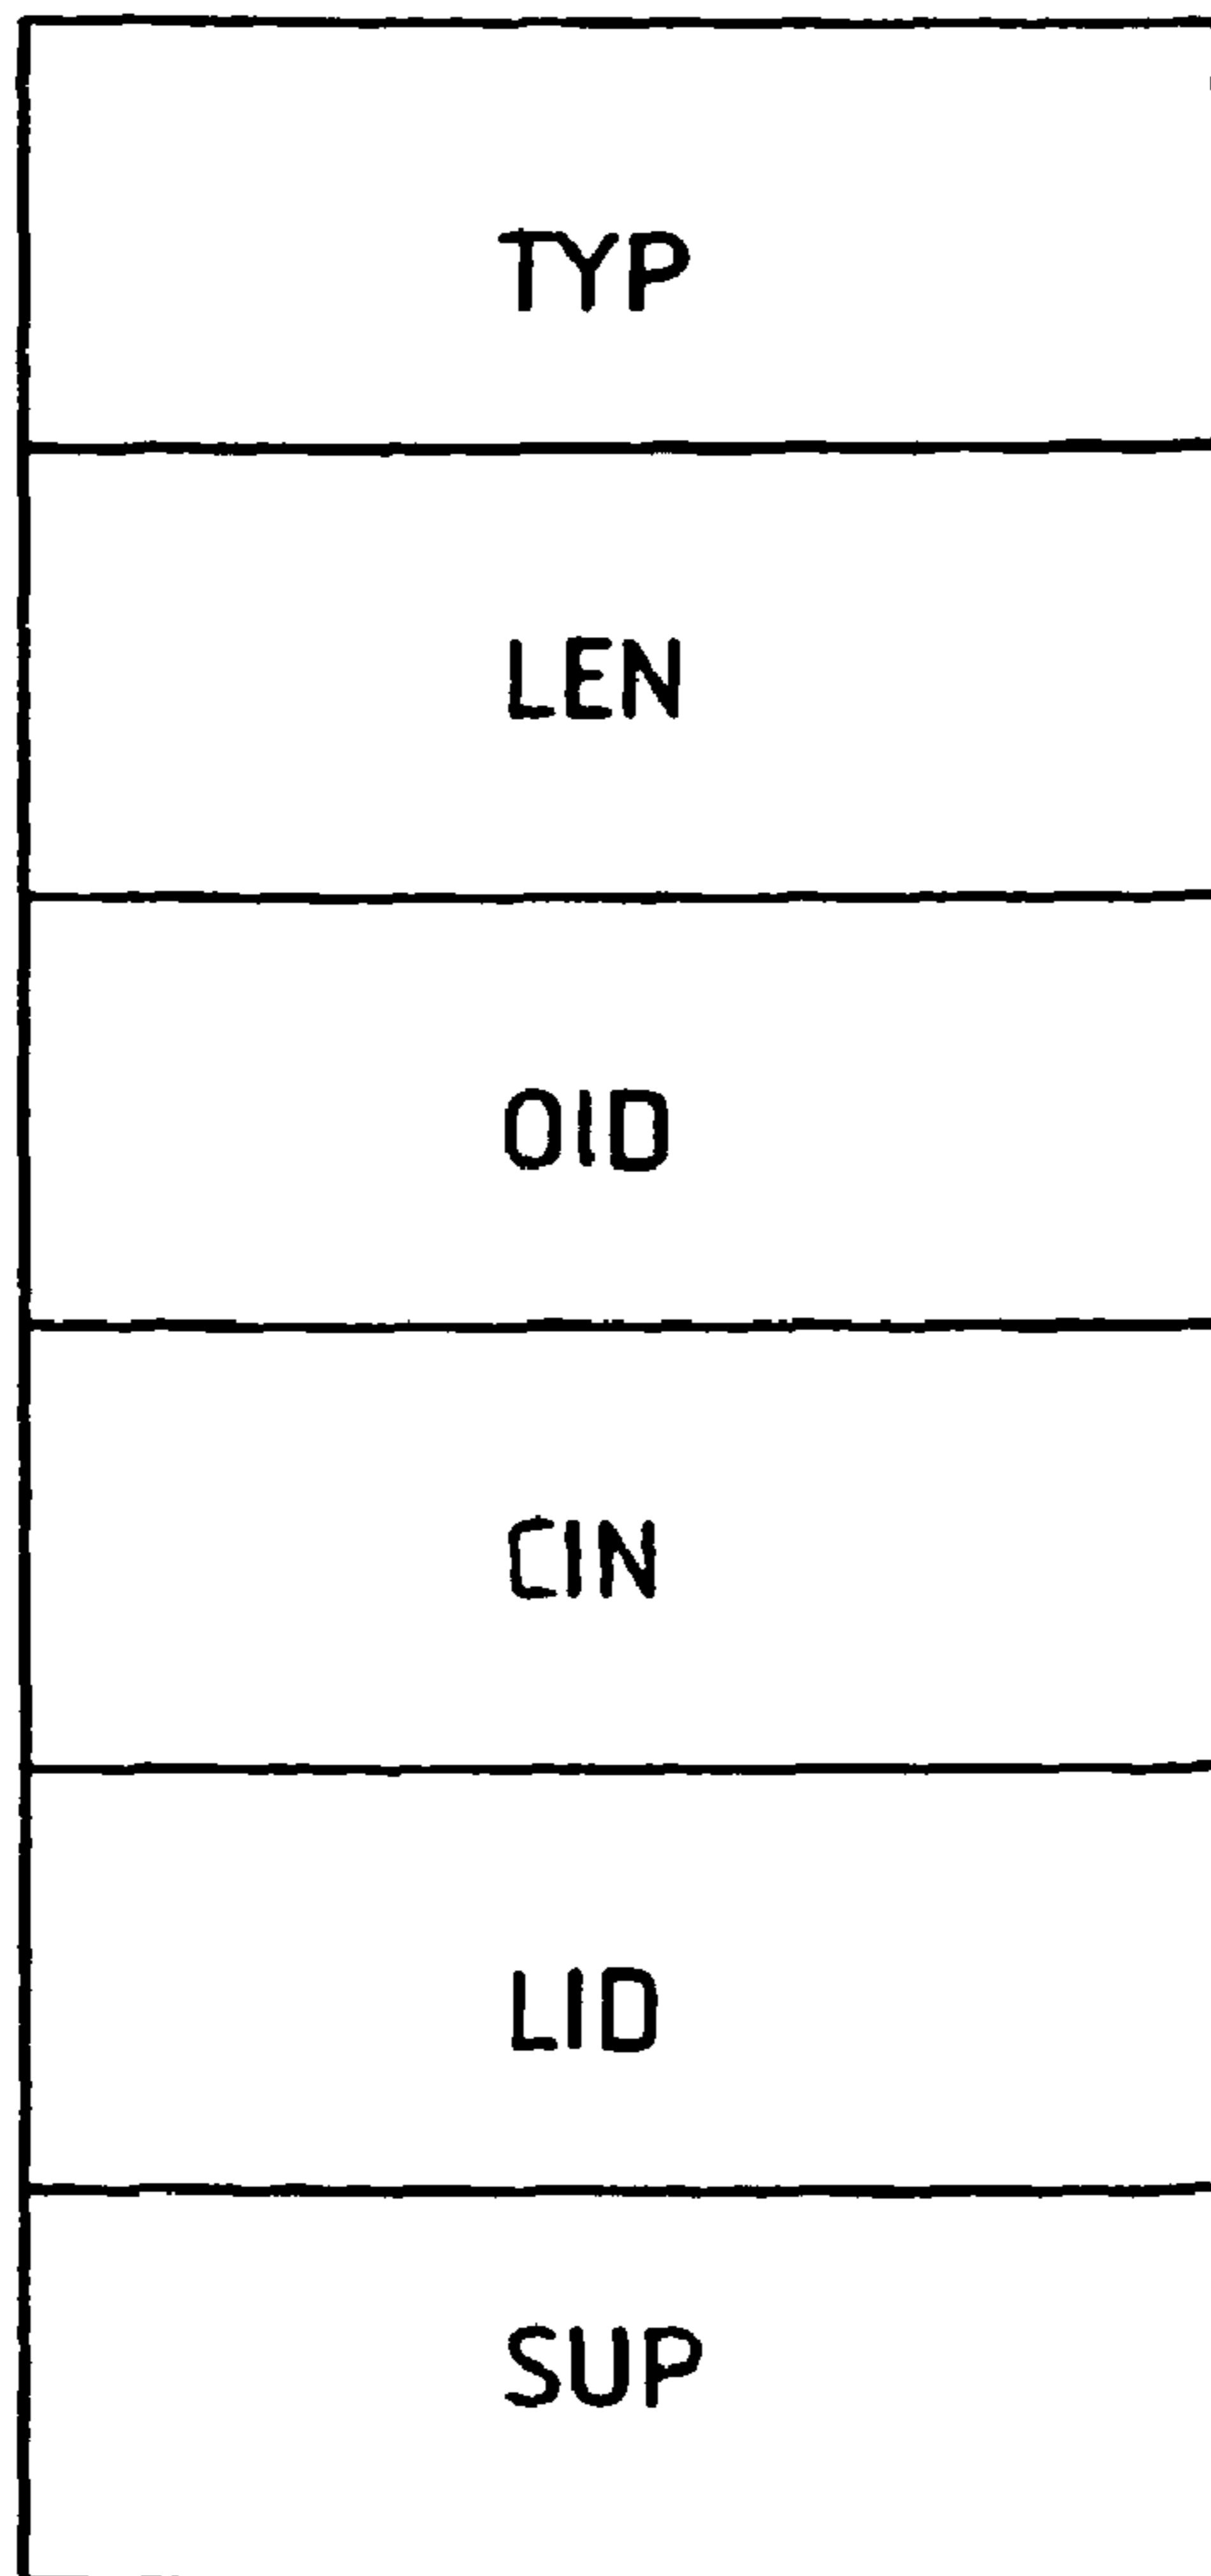 TYP
LEN
OID
CIN
LID
SUP